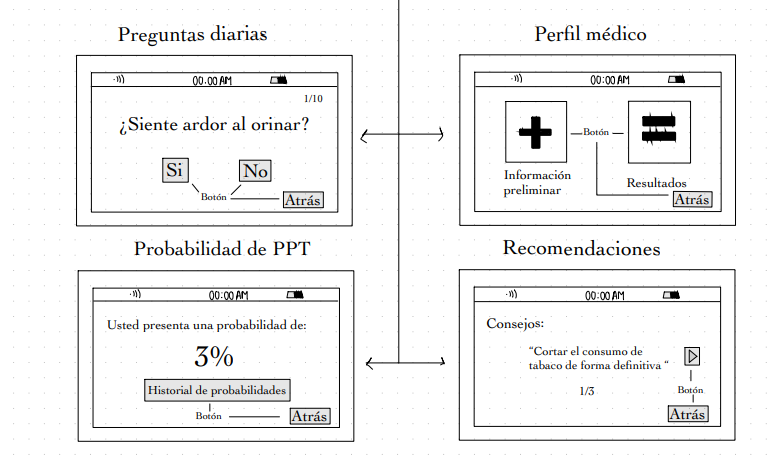 Preguntas diarias
00:00 AM
1/10
¿Siente ardor al orinar?
Si
No
Botón
Atrás
Perfil médico
00:00 AM
Botón
Información
preliminar
Resultados
Atrás
Probabilidad de PPT
00:00 AM
Usted presenta una probabilidad de:
3%
Historial de probabilidades
Botón
Atrás
Recomendaciones
00:00 AM
Consejos:
“Cortar el consumo de
tabaco de forma definitiva “
1/3
Botón
Atrás